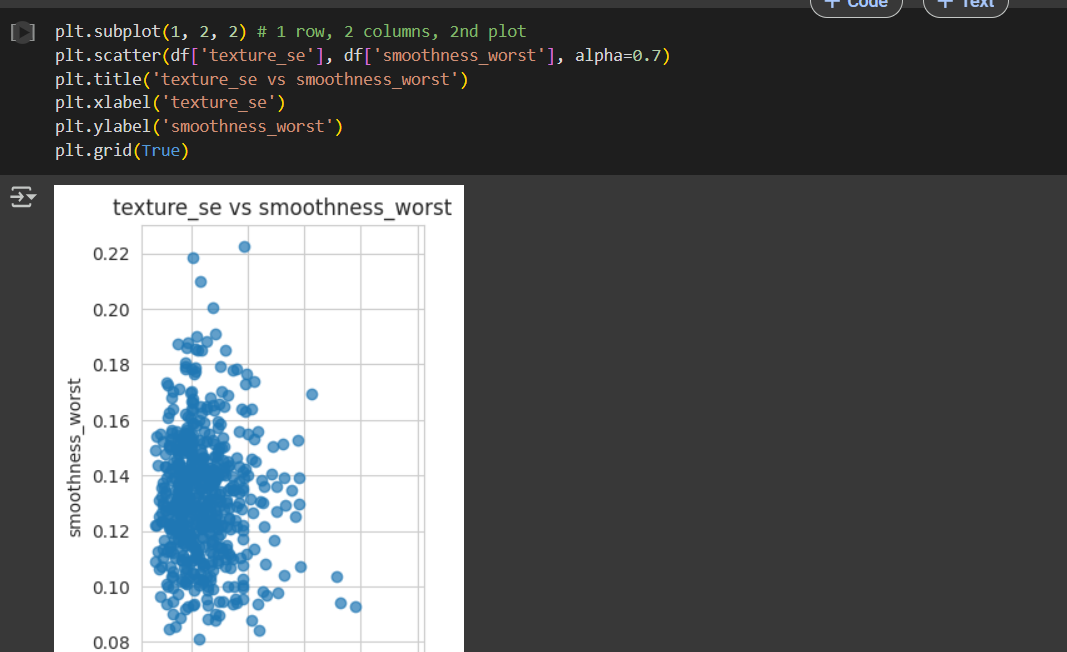 + Code + Text
plt.subplot(1, 2, 2) # 1 row, 2 columns, 2nd plot
plt.scatter(df['texture_se'], df['smoothness_worst'], alpha=0.7)
plt.title('texture_se vs smoothness_worst')
plt.xlabel('texture_se')
plt.ylabel('smoothness_worst')
plt.grid(True)
texture_se vs smoothness_worst
0.22
0.20
0.18
0.16
0.14
0.12
0.10
0.08
smoothness_worst